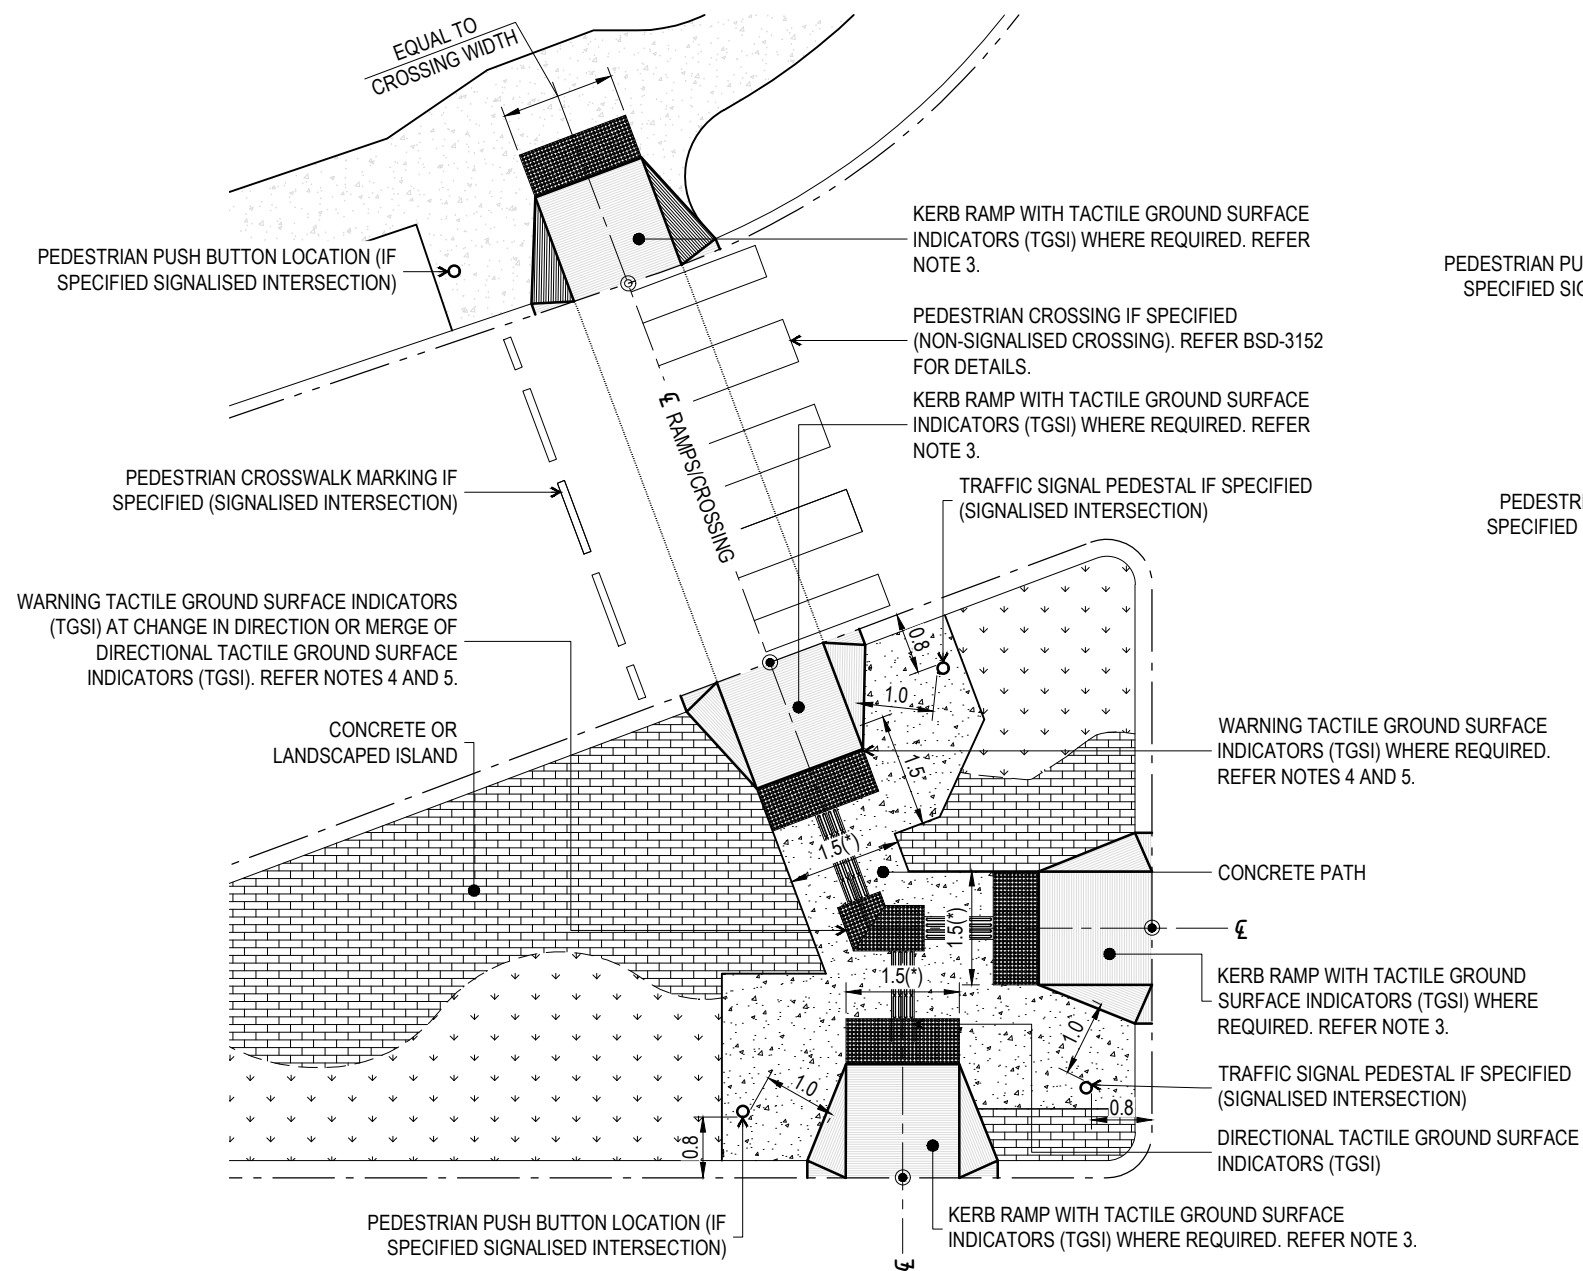 EQUAL TO
CROSSING WIDTH
KERB RAMP WITH TACTILE GROUND SURFACE
INDICATORS (TGSI) WHERE REQUIRED. REFER
NOTE 3.
PEDESTRIAN PUSH BUTTON LOCATION (IF
SPECIFIED SIGNALISED INTERSECTION)
PEDESTRIAN PU
SPECIFIED SIG
PEDESTRIAN CROSSING IF SPECIFIED
(NON-SIGNALISED CROSSING). REFER BSD-3152
FOR DETAILS.
KERB RAMP WITH TACTILE GROUND SURFACE
INDICATORS (TGSI) WHERE REQUIRED. REFER
NOTE 3.
℄ RAMPS/CROSSING
PEDESTRIAN CROSSWALK MARKING IF
SPECIFIED (SIGNALISED INTERSECTION)
TRAFFIC SIGNAL PEDESTAL IF SPECIFIED
(SIGNALISED INTERSECTION)
PEDESTRI
SPECIFIED
WARNING TACTILE GROUND SURFACE INDICATORS
(TGSI) AT CHANGE IN DIRECTION OR MERGE OF
DIRECTIONAL TACTILE GROUND SURFACE
INDICATORS (TGSI). REFER NOTES 4 AND 5.
0.8
1.0
1.5
CONCRETE OR
LANDSCAPED ISLAND
WARNING TACTILE GROUND SURFACE
INDICATORS (TGSI) WHERE REQUIRED.
REFER NOTES 4 AND 5.
1.5(*)
CONCRETE PATH
1.5(*)
℄
1.5(*)
KERB RAMP WITH TACTILE GROUND
SURFACE INDICATORS (TGSI) WHERE
REQUIRED. REFER NOTE 3.
1.0
1.0
TRAFFIC SIGNAL PEDESTAL IF SPECIFIED
(SIGNALISED INTERSECTION)
0.8
0.8
DIRECTIONAL TACTILE GROUND SURFACE
INDICATORS (TGSI)
PEDESTRIAN PUSH BUTTON LOCATION (IF
SPECIFIED SIGNALISED INTERSECTION)
KERB RAMP WITH TACTILE GROUND SURFACE
INDICATORS (TGSI) WHERE REQUIRED. REFER NOTE 3.
℄